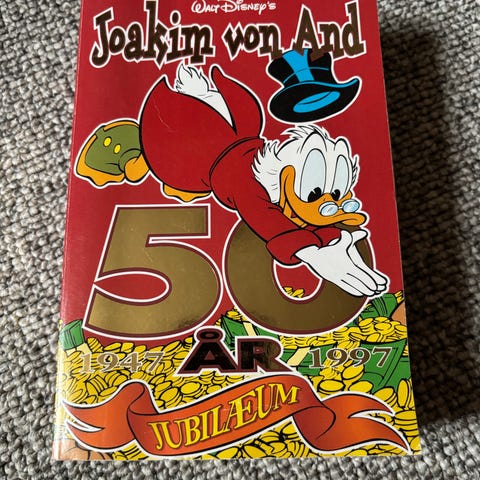 WALT DISNEY'S
Joakim von And
50
ÅR
1947 1997
JUBILÆUM